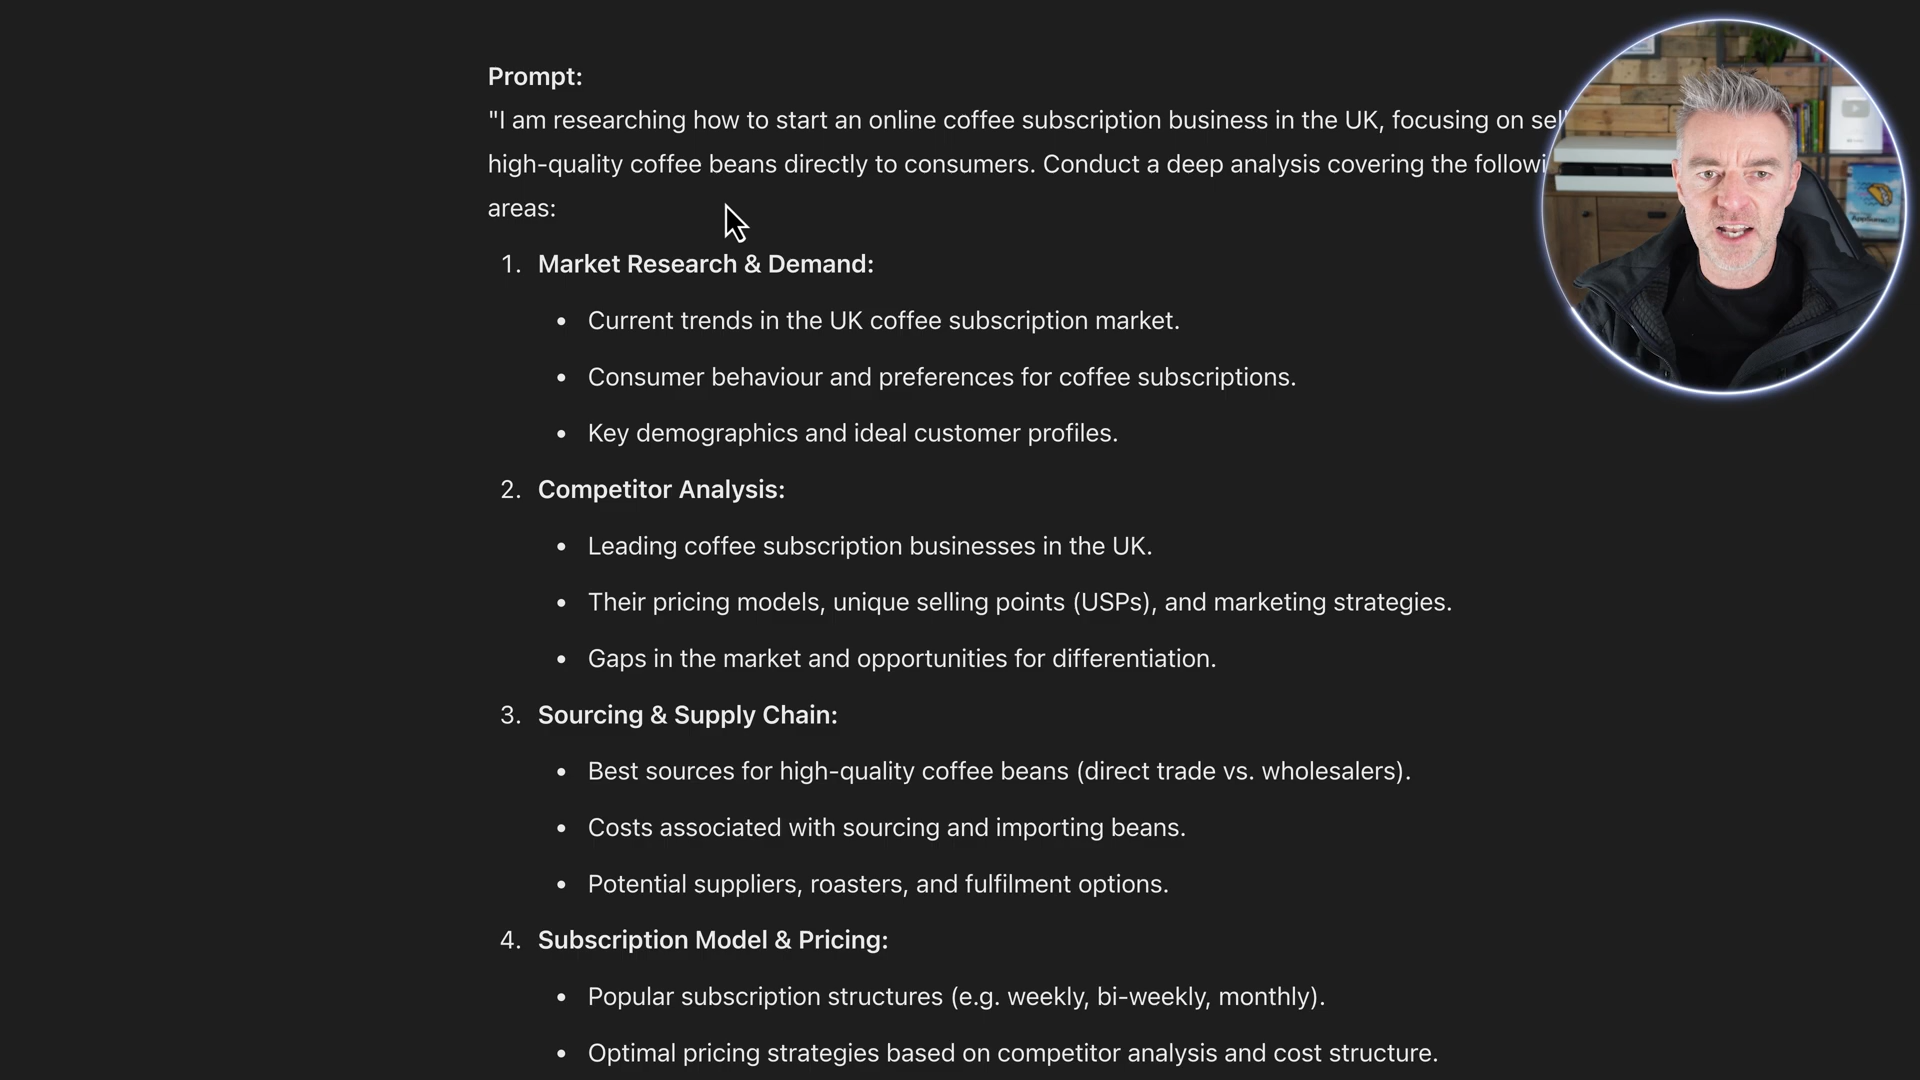 Prompt:
"I am researching how to start an online coffee subscription business in the UK, focusing on
high-quality coffee beans directly to consumers. Conduct a deep analysis covering the
areas:
1. Market Research & Demand:
• Current trends in the UK coffee subscription market.
• Consumer behaviour and preferences for coffee subscriptions.
• Key demographics and ideal customer profiles.
2. Competitor Analysis:
• Leading coffee subscription businesses in the UK.
• Their pricing models, unique selling points (USPs), and marketing strategies.
• Gaps in the market and opportunities for differentiation.
3. Sourcing & Supply Chain:
• Best sources for high-quality coffee beans (direct trade vs. wholesalers).
• Costs associated with sourcing and importing beans.
• Potential suppliers, roasters, and fulfilment options.
4. Subscription Model & Pricing:
• Popular subscription structures (e.g. weekly, bi-weekly, monthly).
• Optimal pricing strategies based on competitor analysis and cost structure.